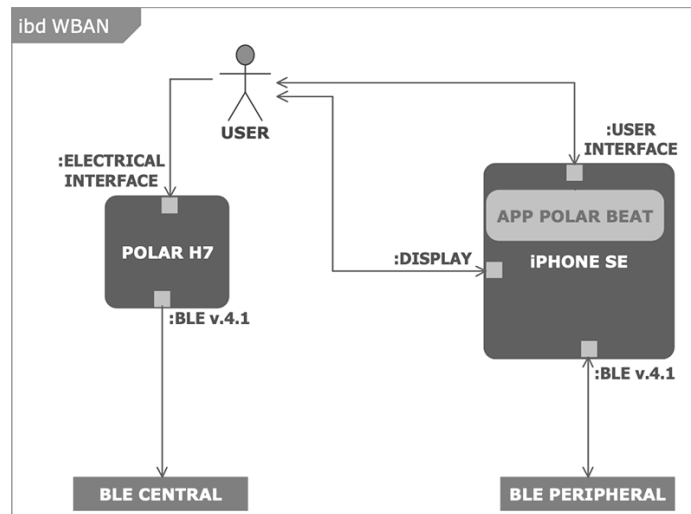 ibd WBAN
USER
:ELECTRICAL
INTERFACE
:USER
INTERFACE
POLAR H7
APP POLAR BEAT
iPHONE SE
:DISPLAY
:BLE v.4.1
:BLE v.4.1
BLE CENTRAL
BLE PERIPHERAL